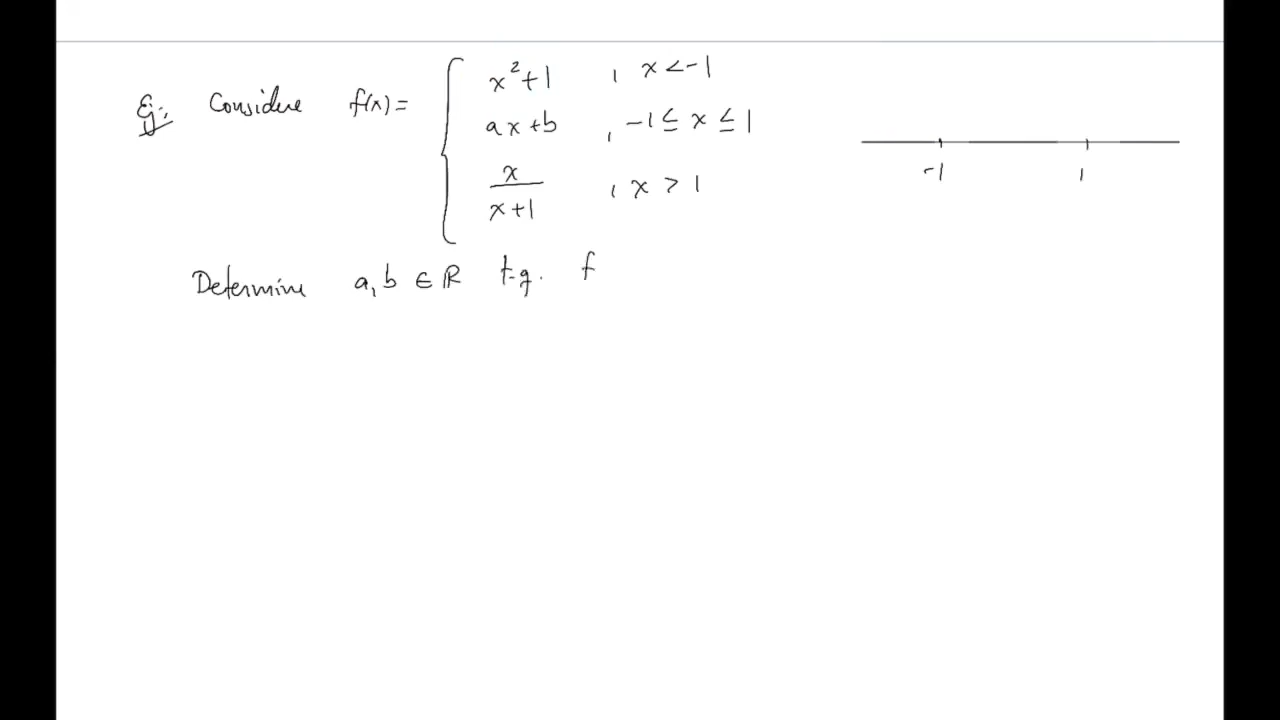 Ej:, Considere f(x)= { x²+1 , x<-1
ax+b , -1 ≤ x ≤ 1
x/(x+1) , x > 1
-1 1
Determine a, b ∈ ℝ t.q. f